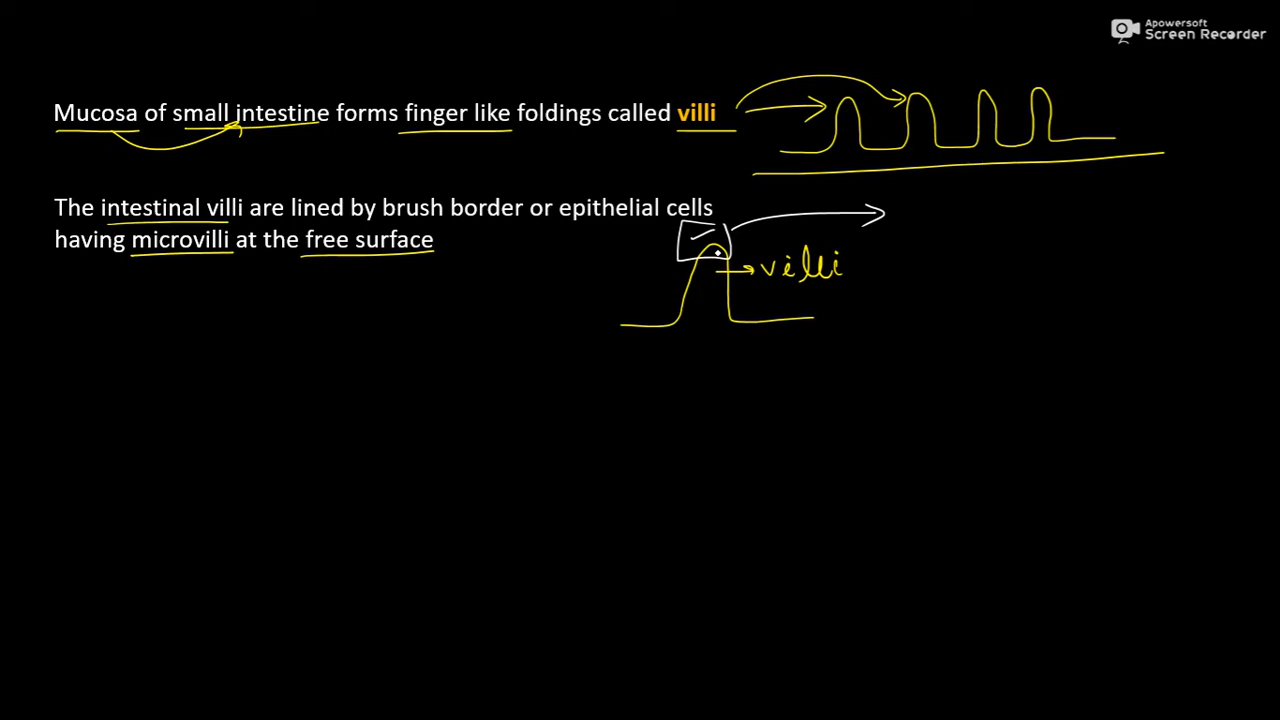 Apowersoft
Screen Recorder
Mucosa of small intestine forms finger like foldings called villi
The intestinal villi are lined by brush border or epithelial cells
having microvilli at the free surface
villi